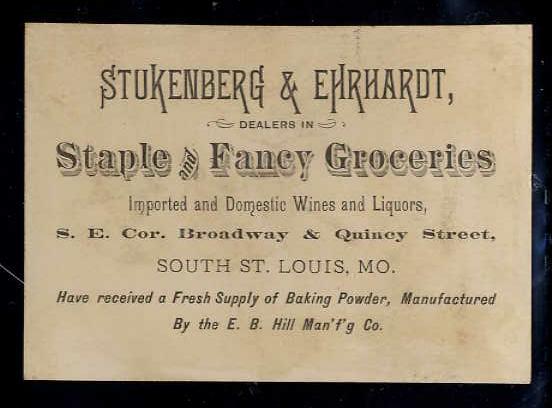 STUKENBERG & EHRHARDT,
DEALERS IN
Staple and Fancy Groceries
Imported and Domestic Wines and Liquors,
S. E. Cor. Broadway & Quincy Street,
SOUTH ST. LOUIS, MO.
Have received a Fresh Supply of Baking Powder, Manufactured
By the E. B. Hill Man'f'g Co.